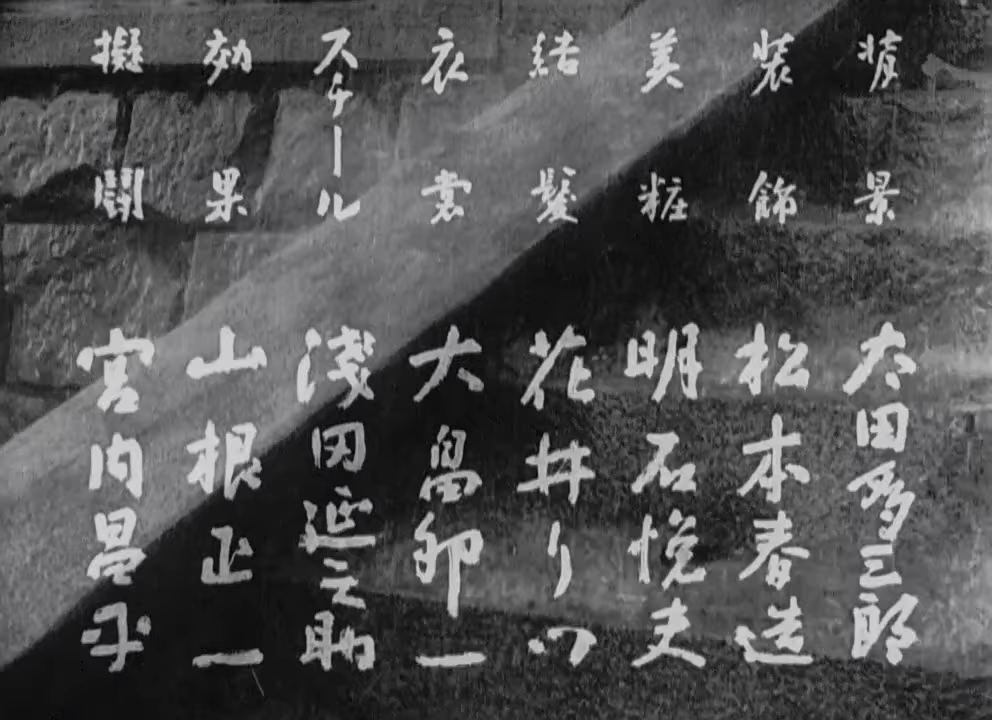 背景 太田多三郎
装飾 松本春造
美粧 明石悦夫
結髪 花井りつ
衣裳 大畠卯一
スチール 浅田延之助
効果 山根正一
擬闘 宮内昌平